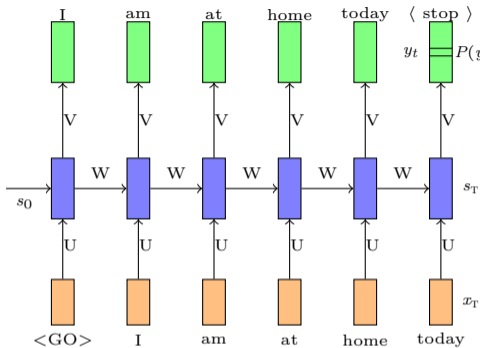 I am at home today ⟨ stop ⟩
y_t P(y
V V V V V V
W W W W W
s_0 s_T
U U U U U U
x_T
<GO> I am at home today